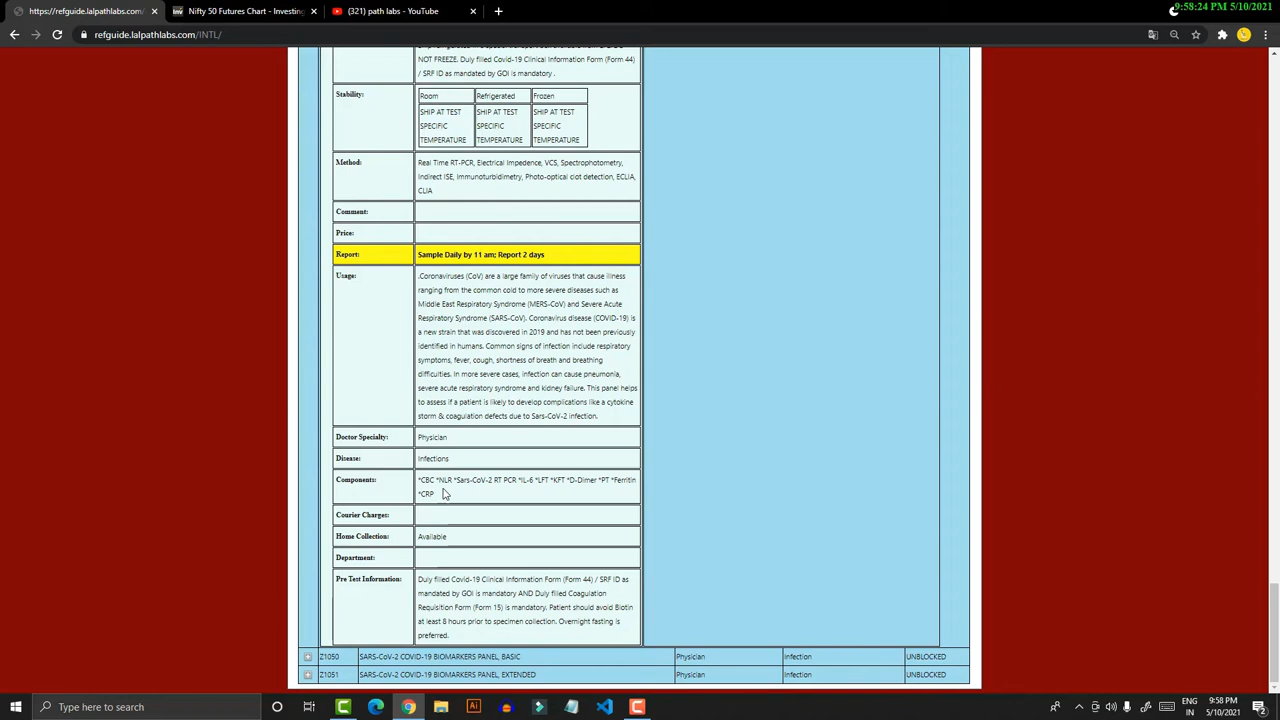 9:58:24 PM 5/10/2021
refguide.lalpathlabs.com/INTL/
Nifty 50 Futures Chart - Investing
(321) path labs - YouTube
refguide.lalpathlabs.com/INTL/
NOT FREEZE. Duly filled Covid-19 Clinical Information Form (Form 44)
/ SRF ID as mandated by GOI is mandatory .
Stability:
Room Refrigerated Frozen
SHIP AT TEST SHIP AT TEST SHIP AT TEST
SPECIFIC SPECIFIC SPECIFIC
TEMPERATURE TEMPERATURE TEMPERATURE
Method:
Real Time RT-PCR, Electrical Impedence, VCS, Spectrophotometry,
Indirect ISE, Immunoturbidimetry, Photo-optical clot detection, ECLIA,
CLIA
Comment:
Price:
Report: Sample Daily by 11 am; Report 2 days
Usage:
.Coronaviruses (CoV) are a large family of viruses that cause illness
ranging from the common cold to more severe diseases such as
Middle East Respiratory Syndrome (MERS-CoV) and Severe Acute
Respiratory Syndrome (SARS-CoV). Coronavirus disease (COVID-19) is
a new strain that was discovered in 2019 and has not been previously
identified in humans. Common signs of infection include respiratory
symptoms, fever, cough, shortness of breath and breathing
difficulties. In more severe cases, infection can cause pneumonia,
severe acute respiratory syndrome and kidney failure. This panel helps
to assess if a patient is likely to develop complications like a cytokine
storm & coagulation defects due to Sars-CoV-2 infection.
Doctor Specialty: Physician
Disease: Infections
Components: *CBC *NLR *Sars-CoV-2 RT PCR *IL-6 *LFT *KFT *D-Dimer *PT *Ferritin
*CRP
Courier Charges:
Home Collection: Available
Department:
Pre Test Information: Duly filled Covid-19 Clinical Information Form (Form 44) / SRF ID as
mandated by GOI is mandatory AND Duly filled Coagulation
Requisition Form (Form 15) is mandatory. Patient should avoid Biotin
at least 8 hours prior to specimen collection. Overnight fasting is
preferred.
Z1050 SARS-CoV-2 COVID-19 BIOMARKERS PANEL, BASIC Physician Infection UNBLOCKED
Z1051 SARS-CoV-2 COVID-19 BIOMARKERS PANEL, EXTENDED Physician Infection UNBLOCKED
Type here to search
ENG
IN
9:58 PM
5/10/2021